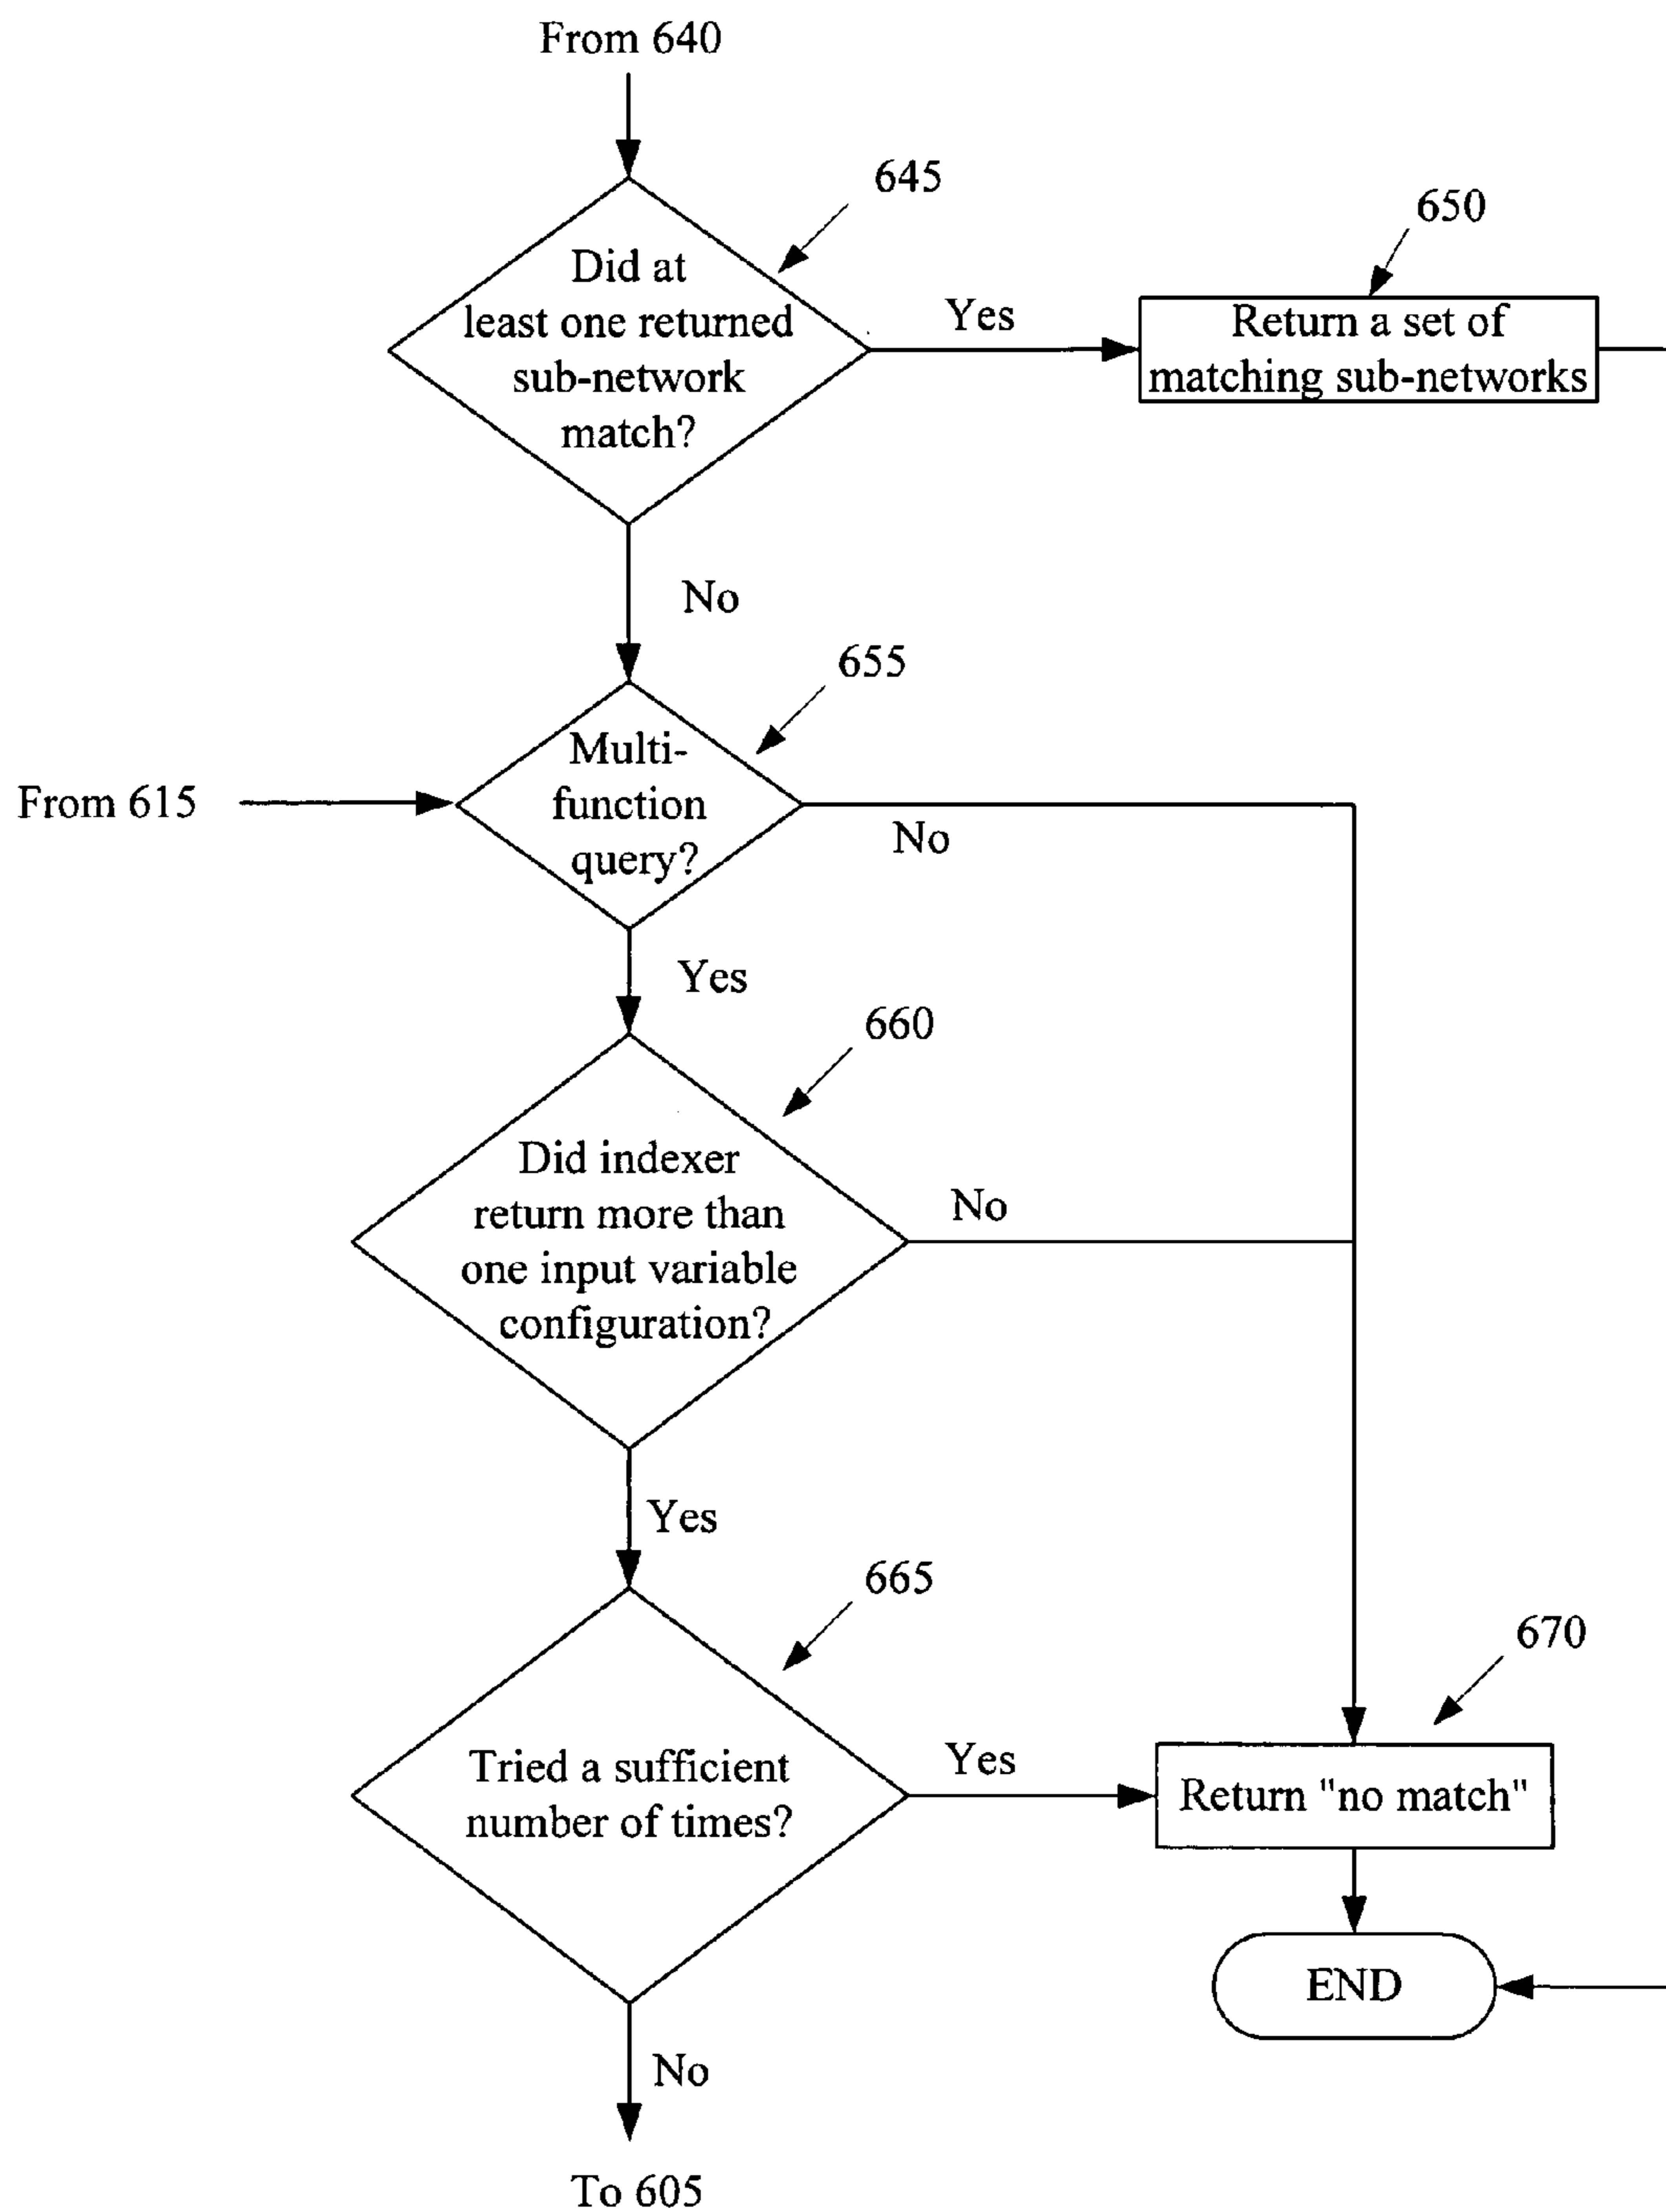 From 640
645
Did at
least one returned
sub-network
match?
Yes
650
Return a set of
matching sub-networks
No
655
From 615
Multi-
function
query?
No
Yes
660
Did indexer
return more than
one input variable
configuration?
No
Yes
665
Tried a sufficient
number of times?
Yes
670
Return "no match"
END
No
To 605